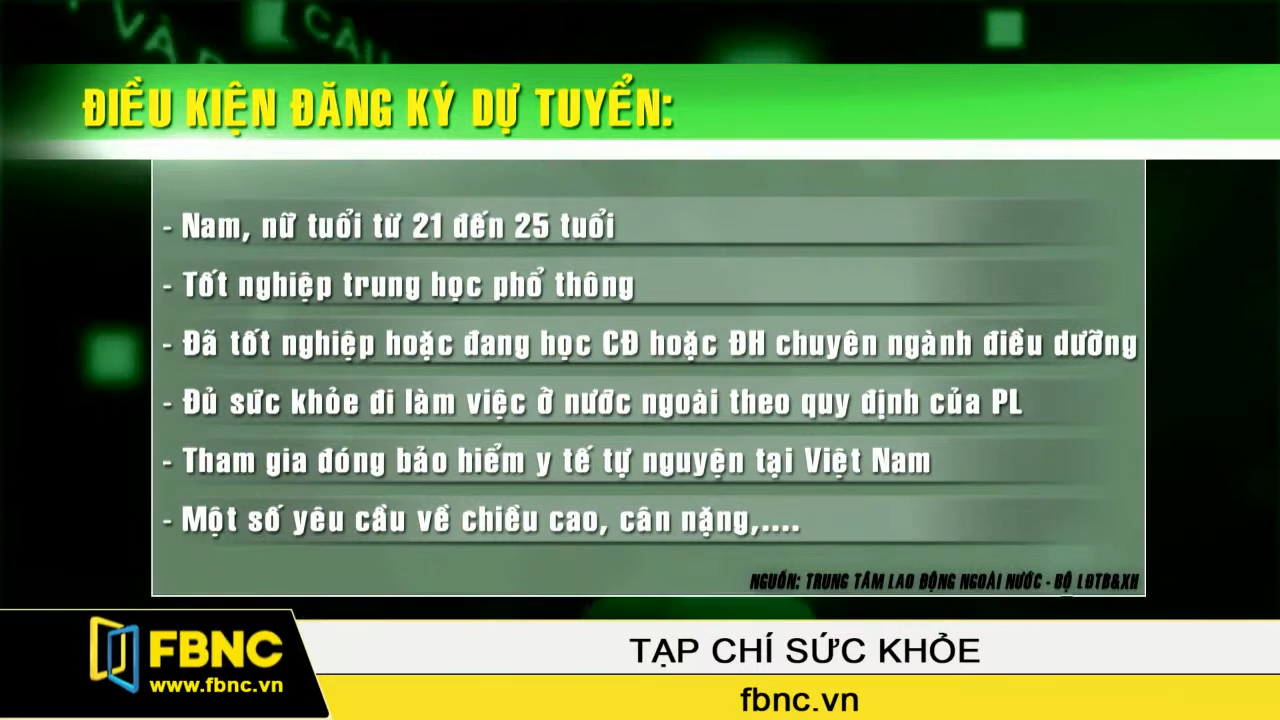 VÀ
CẦU
ĐIỀU KIỆN ĐĂNG KÝ DỰ TUYỂN:
- Nam, nữ tuổi từ 21 đến 25 tuổi
- Tốt nghiệp trung học phổ thông
- Đã tốt nghiệp hoặc đang học CĐ hoặc ĐH chuyên ngành điều dưỡng
- Đủ sức khỏe đi làm việc ở nước ngoài theo quy định của PL
- Tham gia đóng bảo hiểm y tế tự nguyện tại Việt Nam
- Một số yêu cầu về chiều cao, cân nặng,....
NGUỒN: TRUNG TÂM LAO ĐỘNG NGOÀI NƯỚC - BỘ LĐTB&XH
FBNC
www.fbnc.vn
TẠP CHÍ SỨC KHỎE
fbnc.vn